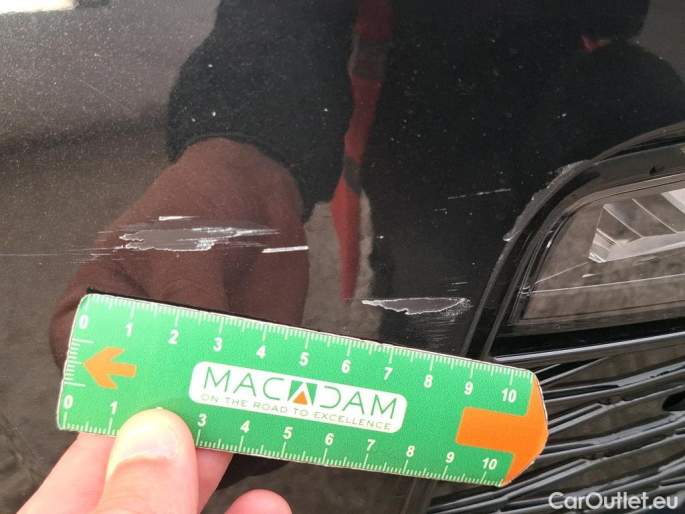 0 1 2 3 4 5 6 7 8 9 10
MACADAM
ON THE ROAD TO EXCELLENCE
0 1 3 4 5 6 7 8 9 10
CarOutlet.eu